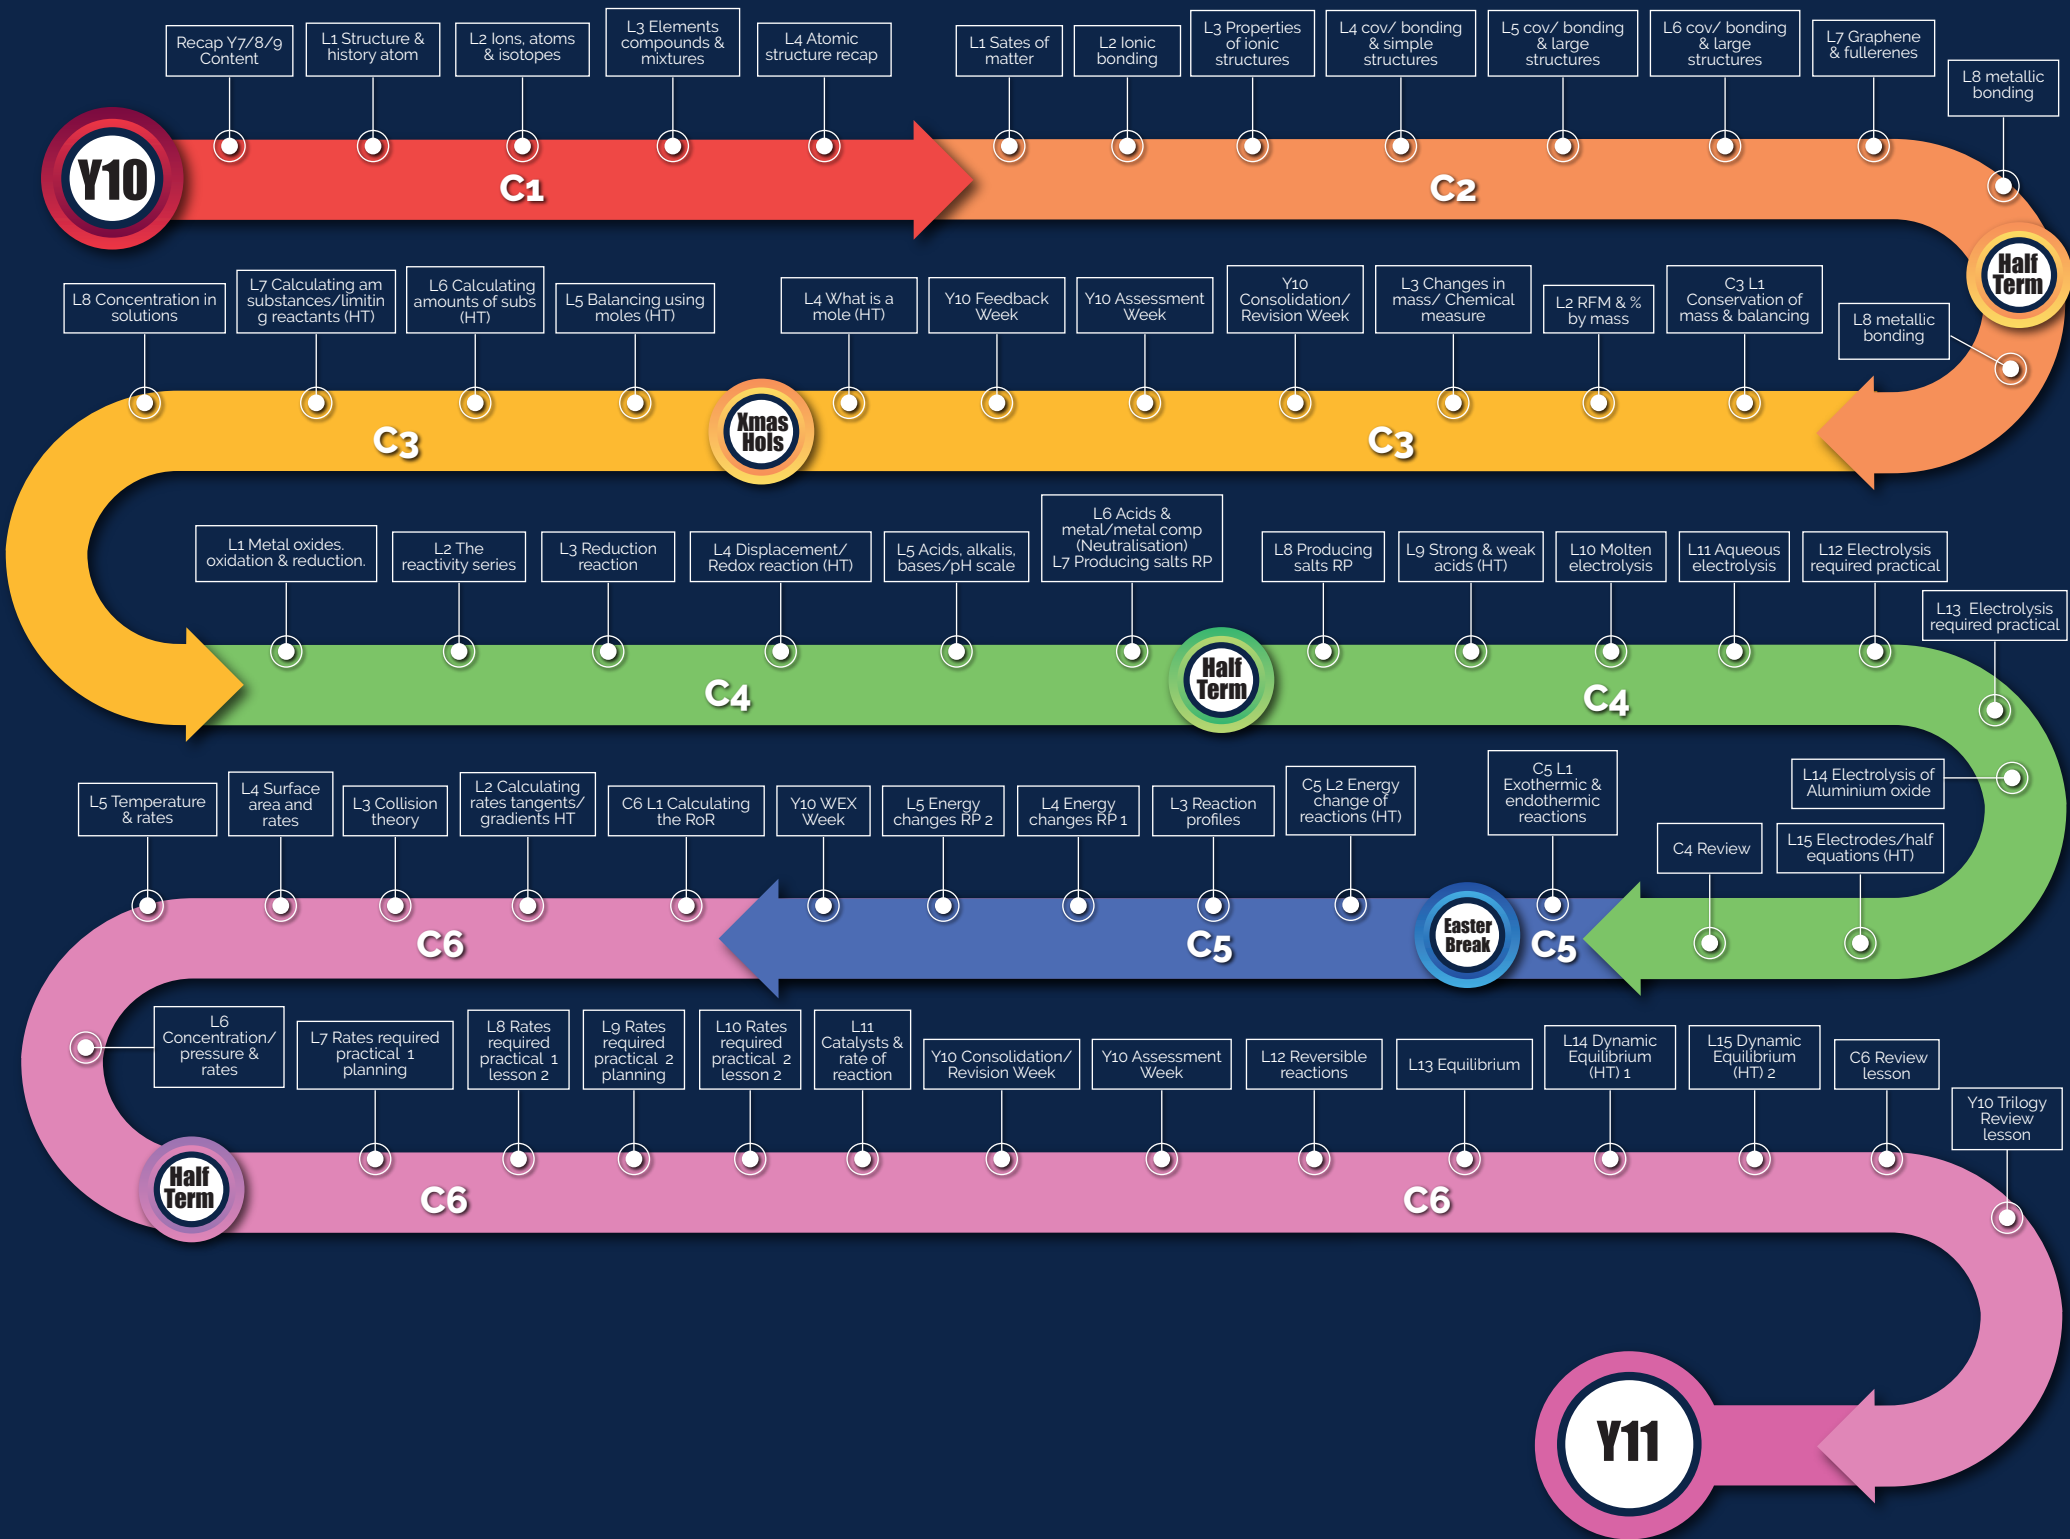 Y10
Recap Y7/8/9
Content
L1 Structure &
history atom
L2 Ions, atoms
& isotopes
L3 Elements
compounds &
mixtures
L4 Atomic
structure recap
C1
L1 Sates of
matter
L2 Ionic
bonding
L3 Properties
of ionic
structures
L4 cov/ bonding
& simple
structures
L5 cov/ bonding
& large
structures
L6 cov/ bonding
& large
structures
L7 Graphene
& fullerenes
L8 metallic
bonding
C2
Half
Term
L8 metallic
bonding
C3 L1
Conservation of
mass & balancing
L2 RFM & %
by mass
L3 Changes in
mass/ Chemical
measure
Y10
Consolidation/
Revision Week
Y10 Assessment
Week
Y10 Feedback
Week
L4 What is a
mole (HT)
C3
Xmas
Hols
L5 Balancing using
moles (HT)
L6 Calculating
amounts of subs
(HT)
L7 Calculating am
substances/limitin
g reactants (HT)
L8 Concentration in
solutions
C3
L1 Metal oxides.
oxidation & reduction.
L2 The
reactivity series
L3 Reduction
reaction
L4 Displacement/
Redox reaction (HT)
L5 Acids, alkalis,
bases/pH scale
L6 Acids &
metal/metal comp
(Neutralisation)
L7 Producing salts RP
C4
Half
Term
L8 Producing
salts RP
L9 Strong & weak
acids (HT)
L10 Molten
electrolysis
L11 Aqueous
electrolysis
L12 Electrolysis
required practical
L13 Electrolysis
required practical
C4
L14 Electrolysis of
Aluminium oxide
L15 Electrodes/half
equations (HT)
C4 Review
C5 L1
Exothermic &
endothermic
reactions
C5
Easter
Break
C5 L2 Energy
change of
reactions (HT)
L3 Reaction
profiles
L4 Energy
changes RP 1
L5 Energy
changes RP 2
Y10 WEX
Week
C5
C6 L1 Calculating
the RoR
L2 Calculating
rates tangents/
gradients HT
L3 Collision
theory
L4 Surface
area and
rates
L5 Temperature
& rates
C6
L6
Concentration/
pressure &
rates
Half
Term
L7 Rates required
practical 1
planning
L8 Rates
required
practical 1
lesson 2
L9 Rates
required
practical 2
planning
L10 Rates
required
practical 2
lesson 2
L11
Catalysts &
rate of
reaction
Y10 Consolidation/
Revision Week
Y10 Assessment
Week
L12 Reversible
reactions
L13 Equilibrium
L14 Dynamic
Equilibrium
(HT) 1
L15 Dynamic
Equilibrium
(HT) 2
C6 Review
lesson
Y10 Trilogy
Review
lesson
C6
C6
Y11